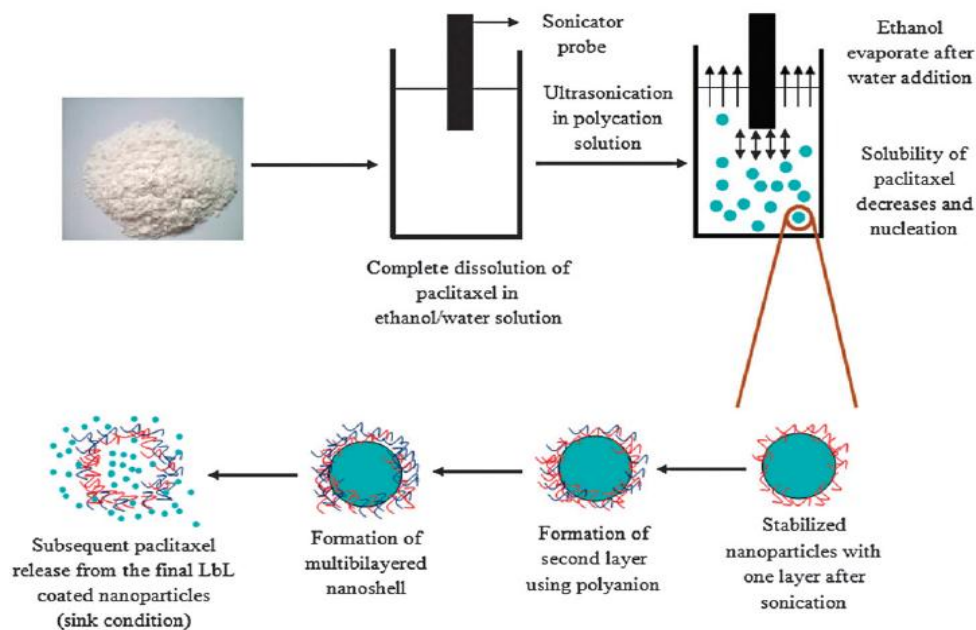 Sonicator
probe
Ethanol
evaporate after
water addition
Ultrasonication
in polycation
solution
Solubility of
paclitaxel
decreases and
nucleation
Complete dissolution of
paclitaxel in
ethanol/water solution
Subsequent paclitaxel
release from the final LbL
coated nanoparticles
(sink condition)
Formation of
multibilayered
nanoshell
Formation of
second layer
using polyanion
Stabilized
nanoparticles with
one layer after
sonication